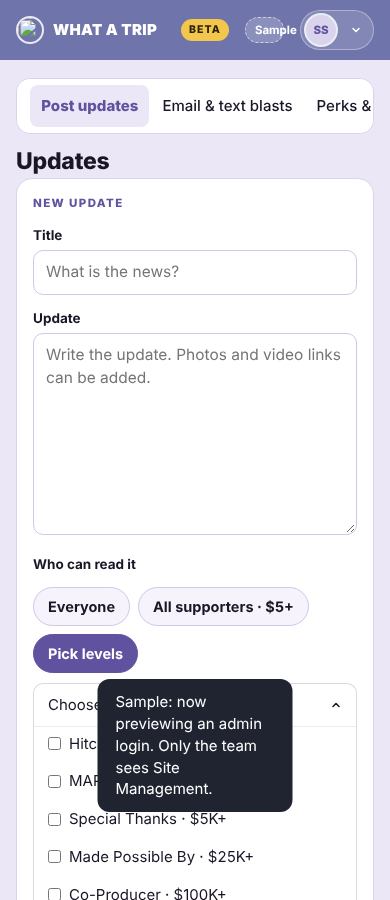 WHAT A TRIP
BETA
Sample
SS
Post updates
Email & text blasts
Perks &
Updates
NEW UPDATE
Title
What is the news?
Update
Write the update. Photos and video links
can be added.
Who can read it
Everyone
All supporters · $5+
Pick levels
Choose
Sample: now
previewing an admin
login. Only the team
sees Site
Management.
Special Thanks · $5K+
Made Possible By · $25K+
Co-Producer · $100K+